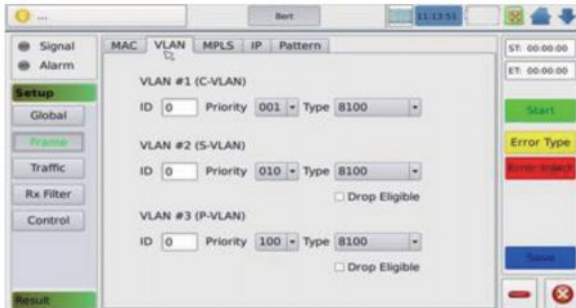 ...
Bert
11:13:51
Signal
Alarm
Setup
Global
Frame
Traffic
Rx Filter
Control
Result
MAC VLAN MPLS IP Pattern
VLAN #1 (C-VLAN)
ID 0 Priority 001 Type 8100
VLAN #2 (S-VLAN)
ID 0 Priority 010 Type 8100
Drop Eligible
VLAN #3 (P-VLAN)
ID 0 Priority 100 Type 8100
Drop Eligible
ST: 00:00:00
ET: 00:00:00
Start
Error Type
Error Inject
Save